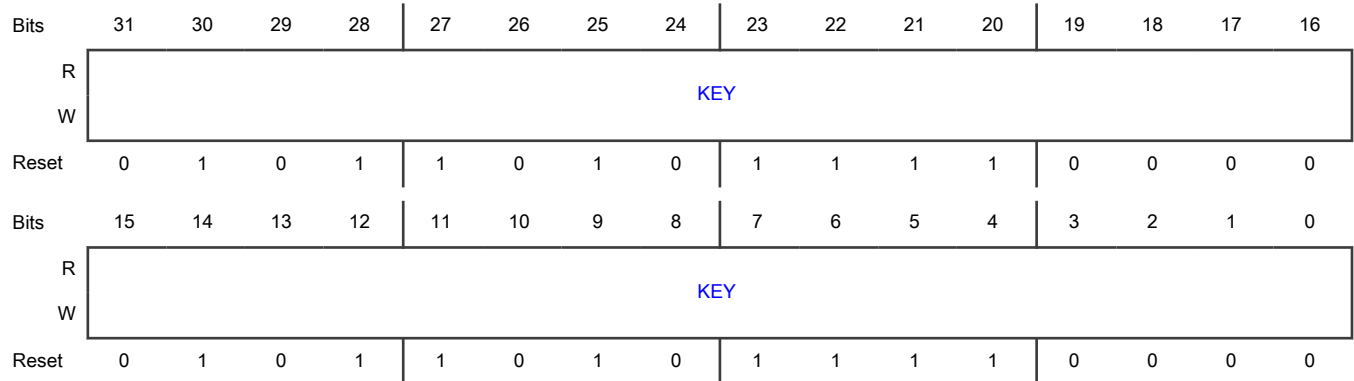 Bits 31 30 29 28 27 26 25 24 23 22 21 20 19 18 17 16
R
KEY
W
Reset 0 1 0 1 1 0 1 0 1 1 1 1 0 0 0 0
Bits 15 14 13 12 11 10 9 8 7 6 5 4 3 2 1 0
R
KEY
W
Reset 0 1 0 1 1 0 1 0 1 1 1 1 0 0 0 0